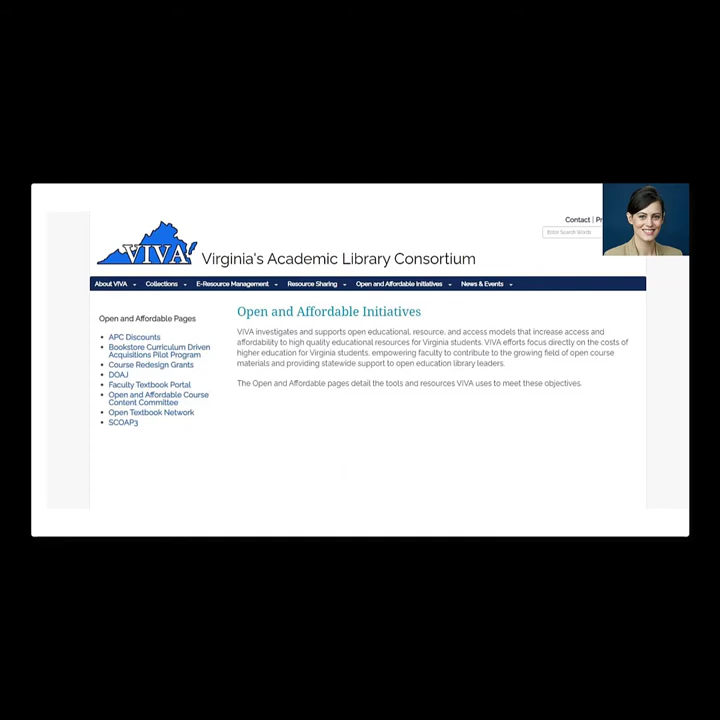 Contact | Pr
Enter Search Words
VIVA
Virginia's Academic Library Consortium
About VIVA Collections E-Resource Management Resource Sharing Open and Affordable Initiatives News & Events
Open and Affordable Pages
APC Discounts
Bookstore Curriculum Driven
Acquisitions Pilot Program
Course Redesign Grants
DOAJ
Faculty Textbook Portal
Open and Affordable Course
Content Committee
Open Textbook Network
SCOAP3
Open and Affordable Initiatives
VIVA investigates and supports open educational, resource, and access models that increase access and
affordability to high quality educational resources for Virginia students. VIVA efforts focus directly on the costs of
higher education for Virginia students, empowering faculty to contribute to the growing field of open course
materials and providing statewide support to open education library leaders.
The Open and Affordable pages detail the tools and resources VIVA uses to meet these objectives.